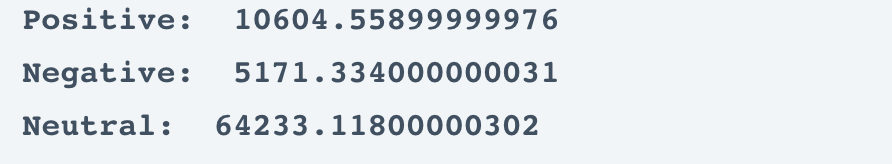 Positive:  10604.55899999976
Negative:  5171.334000000031
Neutral:  64233.11800000302